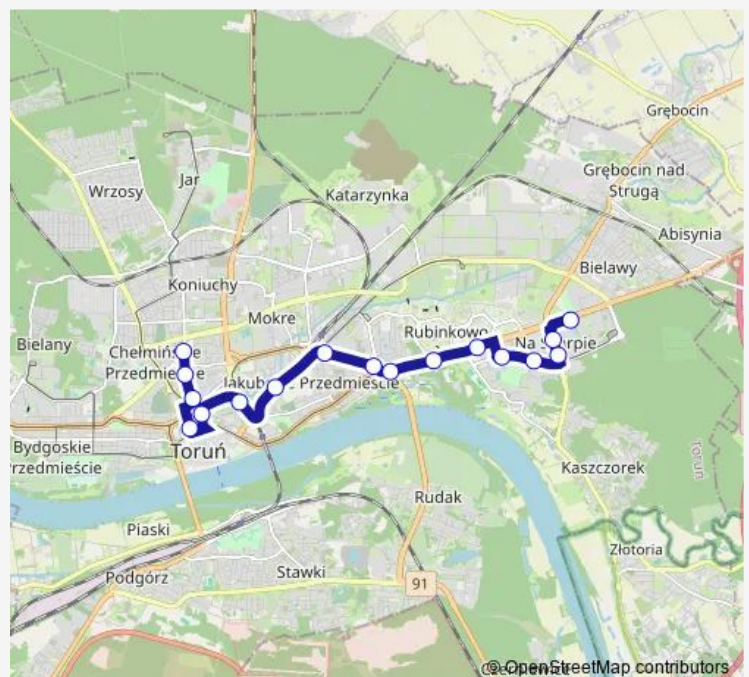 Grębocin
Grębocin nad
Strugą
Wrzosy
Jar
Katarzynka
Abisynia
Bielawy
Koniuchy
Mokre
Rubinkowo
Bielany
Chełmińskie
Przedmieście
Na Skarpie
Jakub
Przedmieście
Bydgoskie
Przedmieście
Toruń
Kaszczorek
Toruń
Rudak
Piaski
Złotoria
Podgórz
Stawki
91
© OpenStreetMap contributors